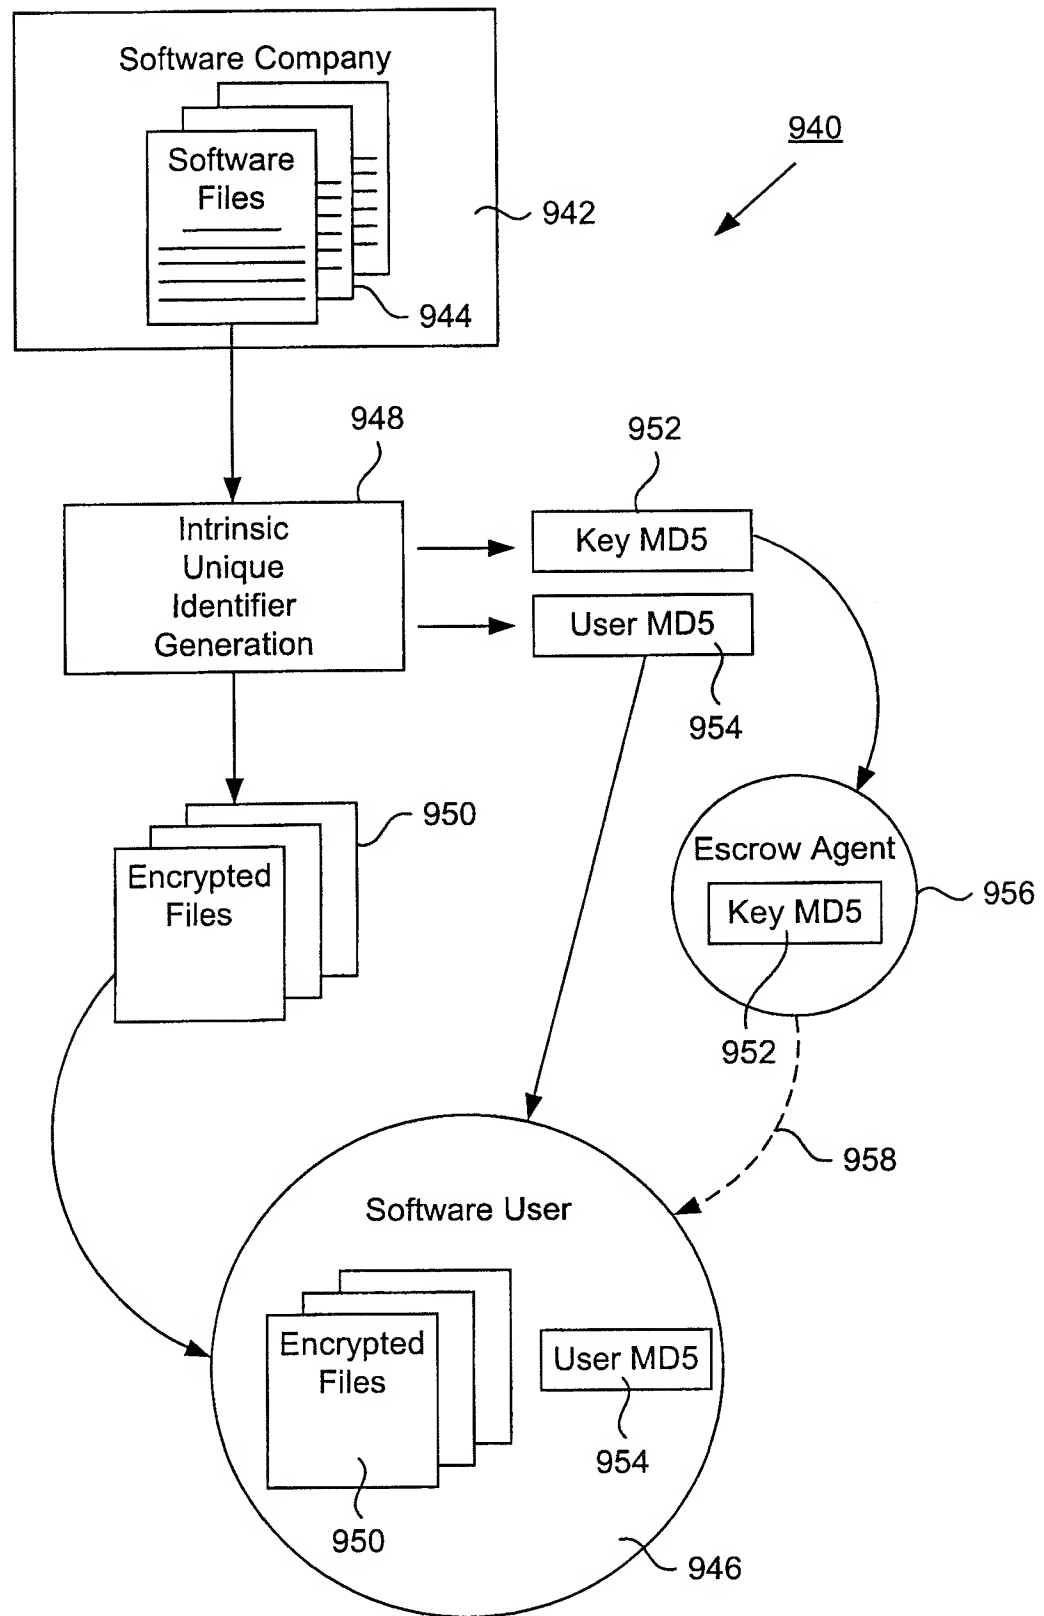 Software Company
Software
Files
940
942
944
948
952
Intrinsic
Unique
Identifier
Generation
Key MD5
User MD5
954
950
Encrypted
Files
Escrow Agent
Key MD5
956
952
958
Software User
Encrypted
Files
User MD5
954
950
946